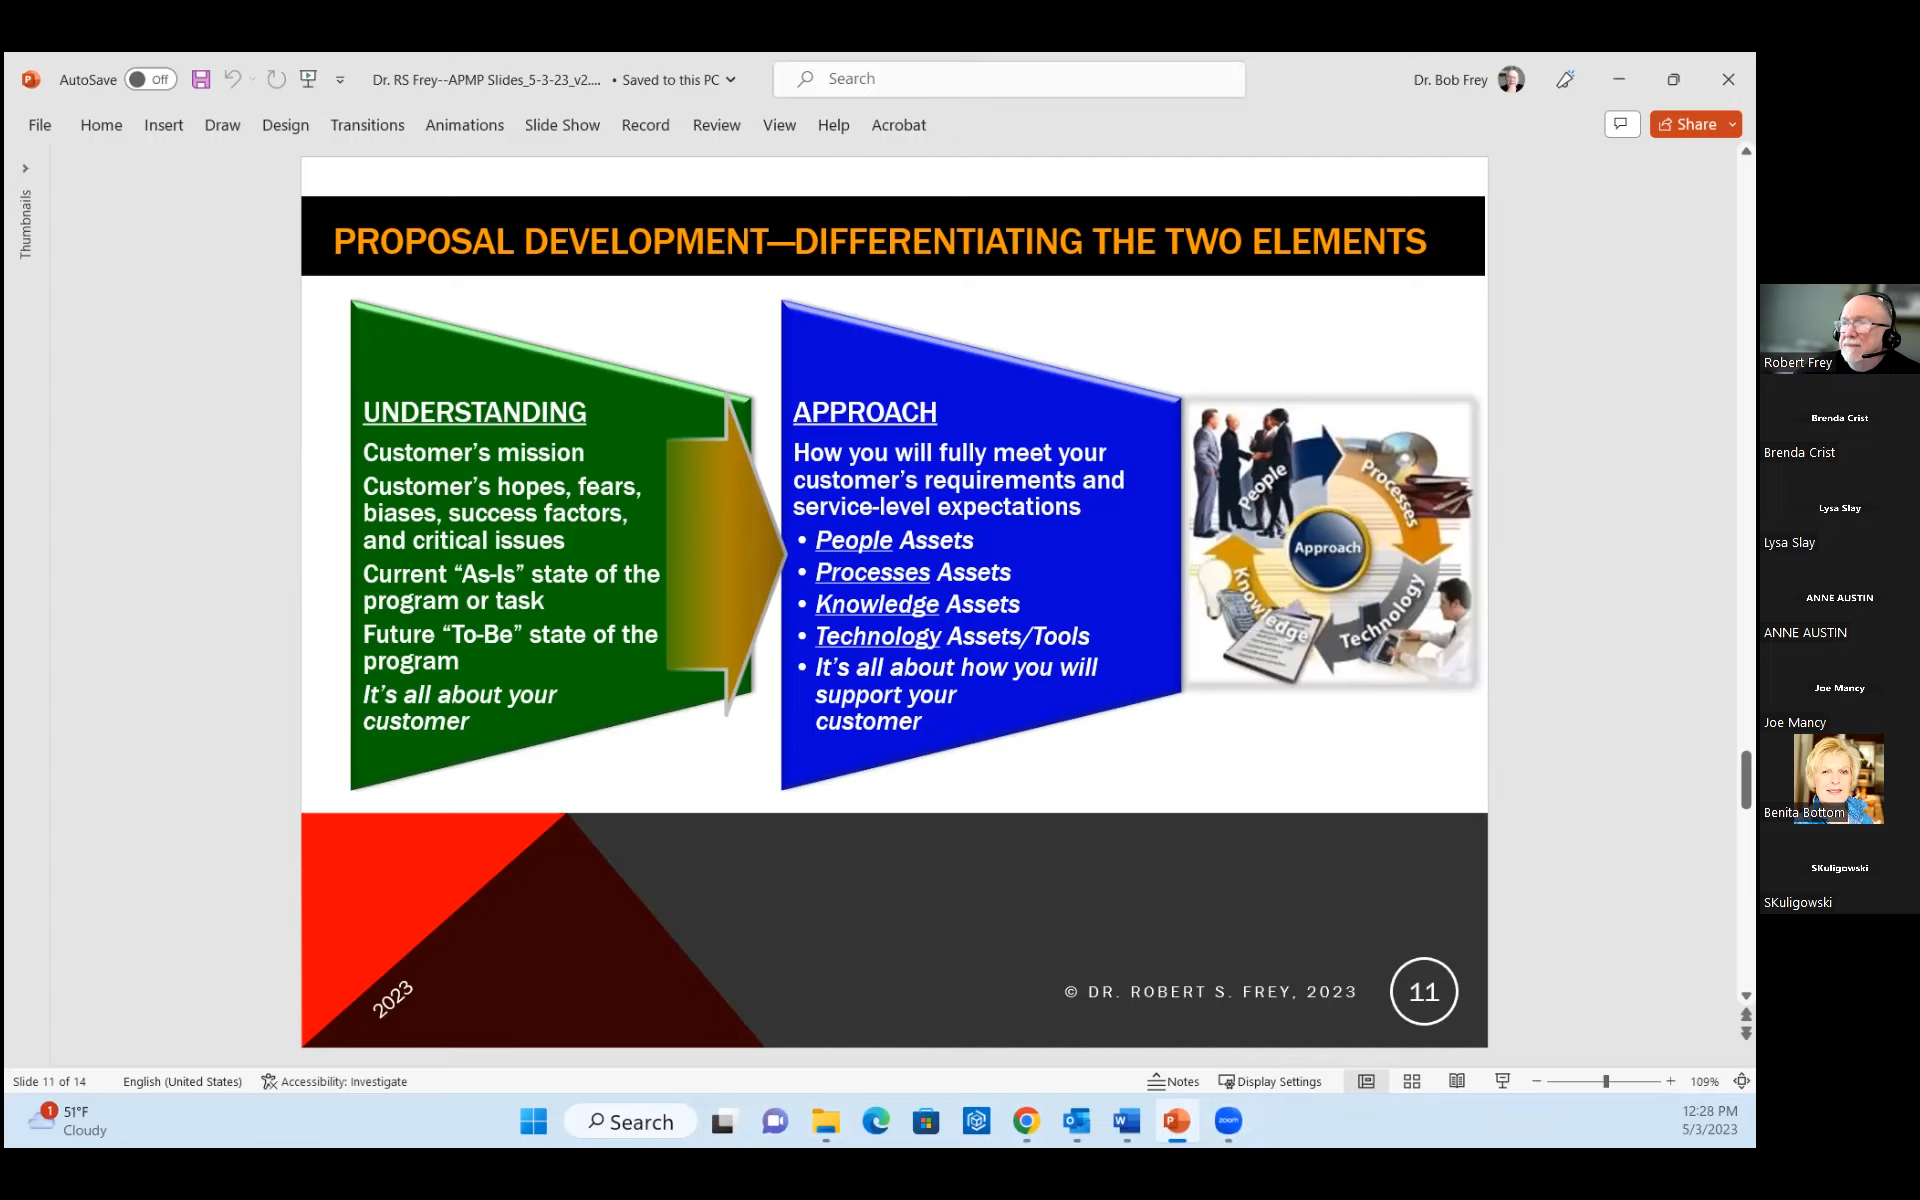 AutoSave Off
Dr. RS Frey--APMP Slides_5-3-23_v2.... • Saved to this PC
Search
Dr. Bob Frey
File Home Insert Draw Design Transitions Animations Slide Show Record Review View Help Acrobat
Share
Thumbnails
PROPOSAL DEVELOPMENT—DIFFERENTIATING THE TWO ELEMENTS
UNDERSTANDING
Customer’s mission
Customer’s hopes, fears,
biases, success factors,
and critical issues
Current “As-Is” state of the
program or task
Future “To-Be” state of the
program
It’s all about your
customer
APPROACH
How you will fully meet your
customer’s requirements and
service-level expectations
• People Assets
• Processes Assets
• Knowledge Assets
• Technology Assets/Tools
• It’s all about how you will
support your
customer
People
Processes
Approach
Knowledge
Technology
2023
© DR. ROBERT S. FREY, 2023
11
Robert Frey
Brenda Crist
Brenda Crist
Lysa Slay
Lysa Slay
ANNE AUSTIN
ANNE AUSTIN
Joe Mancy
Joe Mancy
Benita Bottom
SKuligowski
SKuligowski
Slide 11 of 14
English (United States)
Accessibility: Investigate
Notes
Display Settings
109%
1
51°F
Cloudy
Search
zoom
12:28 PM
5/3/2023